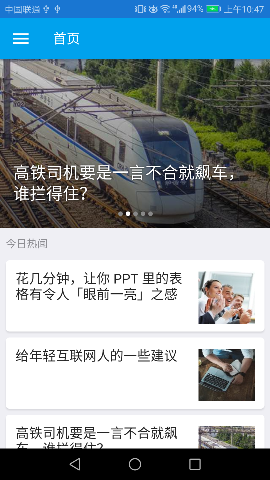 中国联通
94%
上午10:47
首页
高铁司机要是一言不合就飙车，
谁拦得住？
今日热闻
花几分钟，让你 PPT 里的表
格有令人「眼前一亮」之感
给年轻互联网人的一些建议
高铁司机要是一言不合就飙
车，谁拦得住？